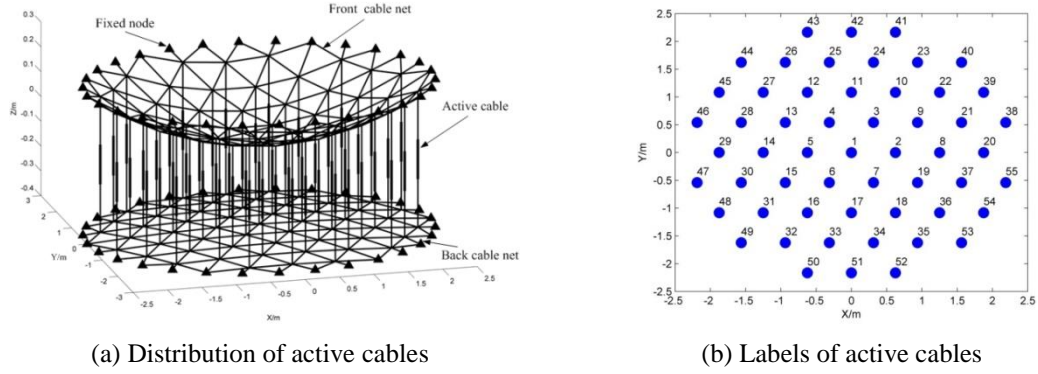 Fixed node
Front cable net
Active cable
Back cable net
Z/m
0.3
0.2
0.1
0
-0.1
-0.2
-0.3
-0.4
3
2
1
0
-1
-2
-3
Y/m
-2.5
-2
-1.5
-1
-0.5
0
0.5
1
1.5
2
2.5
X/m
(a) Distribution of active cables
2.5
2
1.5
1
0.5
0
-0.5
-1
-1.5
-2
-2.5
Y/m
43 42 41
44 26 25 24 23 40
45 27 12 11 10 22 39
46 28 13 4 3 9 21 38
29 14 5 1 2 8 20
47 30 15 6 7 19 37 55
48 31 16 17 18 36 54
49 32 33 34 35 53
50 51 52
-2.5 -2 -1.5 -1 -0.5 0 0.5 1 1.5 2 2.5
X/m
(b) Labels of active cables